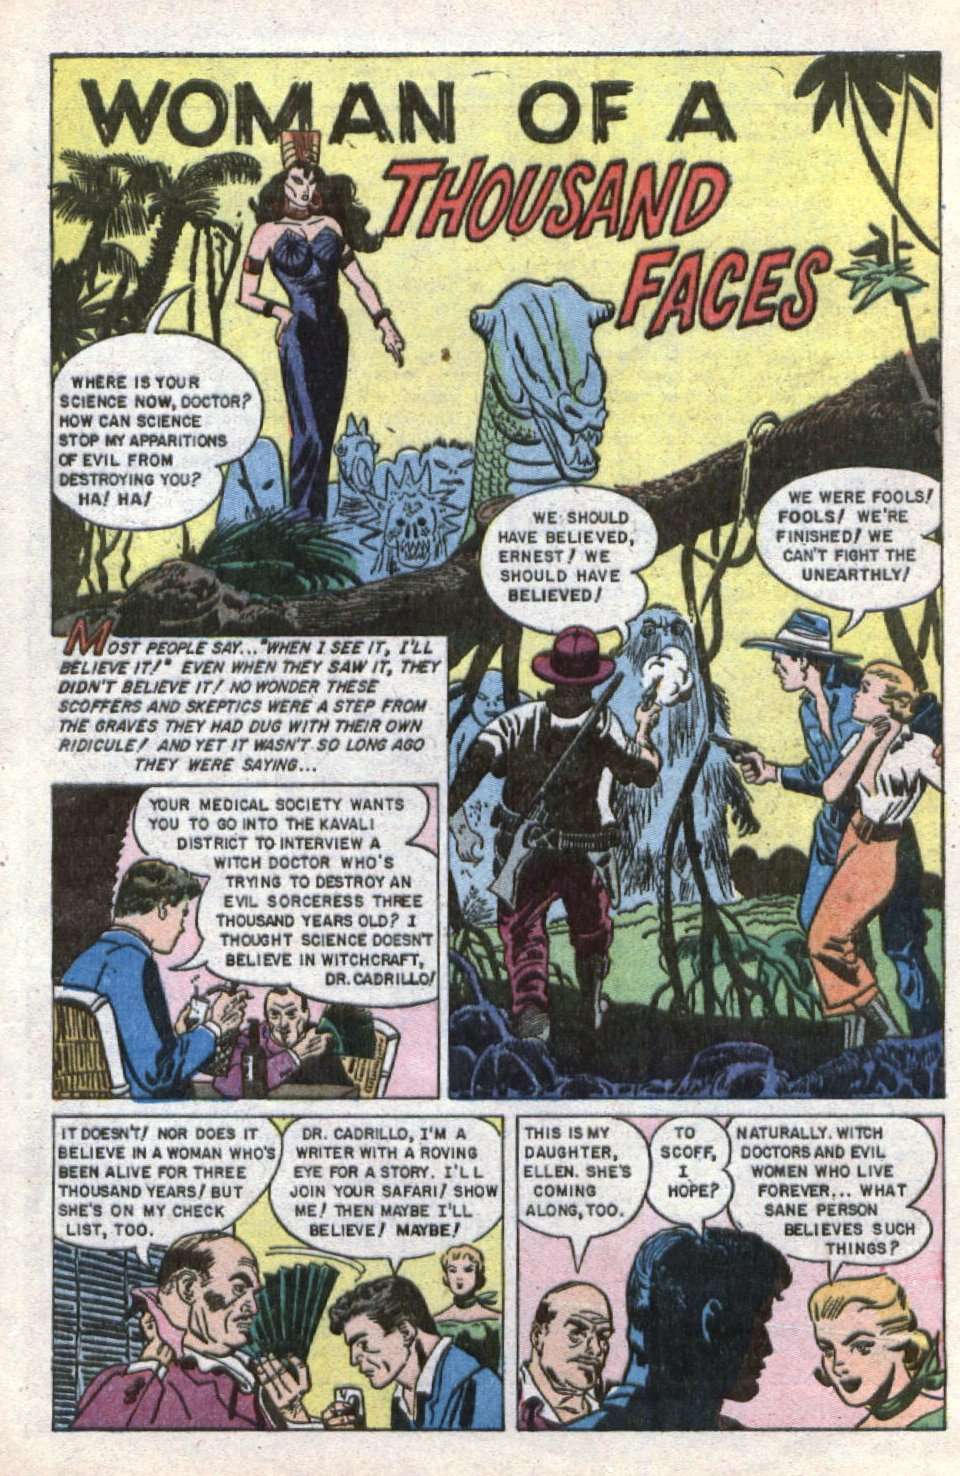 WOMAN OF A
THOUSAND
FACES
WHERE IS YOUR
SCIENCE NOW, DOCTOR?
HOW CAN SCIENCE
STOP MY APPARITIONS
OF EVIL FROM
DESTROYING YOU?
HA! HA!
WE SHOULD
HAVE BELIEVED,
ERNEST! WE
SHOULD HAVE
BELIEVED!
WE WERE FOOLS!
FOOLS! WE'RE
FINISHED! WE
CAN'T FIGHT THE
UNEARTHLY!
MOST PEOPLE SAY... "WHEN I SEE IT, I'LL
BELIEVE IT!" EVEN WHEN THEY SAW IT, THEY
DIDN'T BELIEVE IT! NO WONDER THESE
SCOFFERS AND SKEPTICS WERE A STEP FROM
THE GRAVES THEY HAD DUG WITH THEIR OWN
RIDICULE! AND YET IT WASN'T SO LONG AGO
THEY WERE SAYING...
YOUR MEDICAL SOCIETY WANTS
YOU TO GO INTO THE KAVALI
DISTRICT TO INTERVIEW A
WITCH DOCTOR WHO'S
TRYING TO DESTROY AN
EVIL SORCERESS THREE
THOUSAND YEARS OLD? I
THOUGHT SCIENCE DOESN'T
BELIEVE IN WITCHCRAFT,
DR. CADRILLO!
IT DOESN'T! NOR DOES IT
BELIEVE IN A WOMAN WHO'S
BEEN ALIVE FOR THREE
THOUSAND YEARS! BUT
SHE'S ON MY CHECK
LIST, TOO.
DR. CADRILLO, I'M A
WRITER WITH A ROVING
EYE FOR A STORY. I'LL
JOIN YOUR SAFARI! SHOW
ME! THEN MAYBE I'LL
BELIEVE! MAYBE!
THIS IS MY
DAUGHTER,
ELLEN. SHE'S
COMING
ALONG, TOO.
TO
SCOFF,
I
HOPE?
NATURALLY. WITCH
DOCTORS AND EVIL
WOMEN WHO LIVE
FOREVER... WHAT
SANE PERSON
BELIEVES SUCH
THINGS?